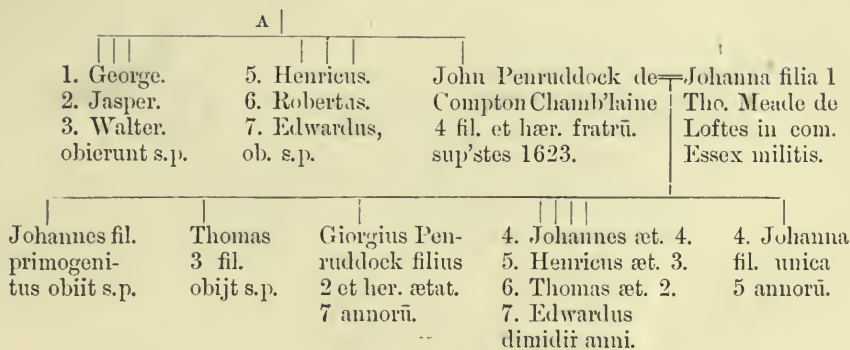 A
1. George.
2. Jasper.
3. Walter.
obierunt s.p.
5. Henricus.
6. Robertas.
7. Edwardus,
ob. s.p.
John Penruddock de
Compton Chamb'laine
4 fil. et hær. fratrū.
sup'stes 1623.
Johanna filia 1
Tho. Meade de
Loftes in com.
Essex militis.
Johannes fil.
primogeni-
tus obiit s.p.
Thomas
3 fil.
obijt s.p.
Giorgius Pen-
ruddock filius
2 et her. ætat.
7 annorū.
4. Johannes æt. 4.
5. Henricus æt. 3.
6. Thomas æt. 2.
7. Edwardus
dimidii anni.
4. Johanna
fil. unica
5 annorū.